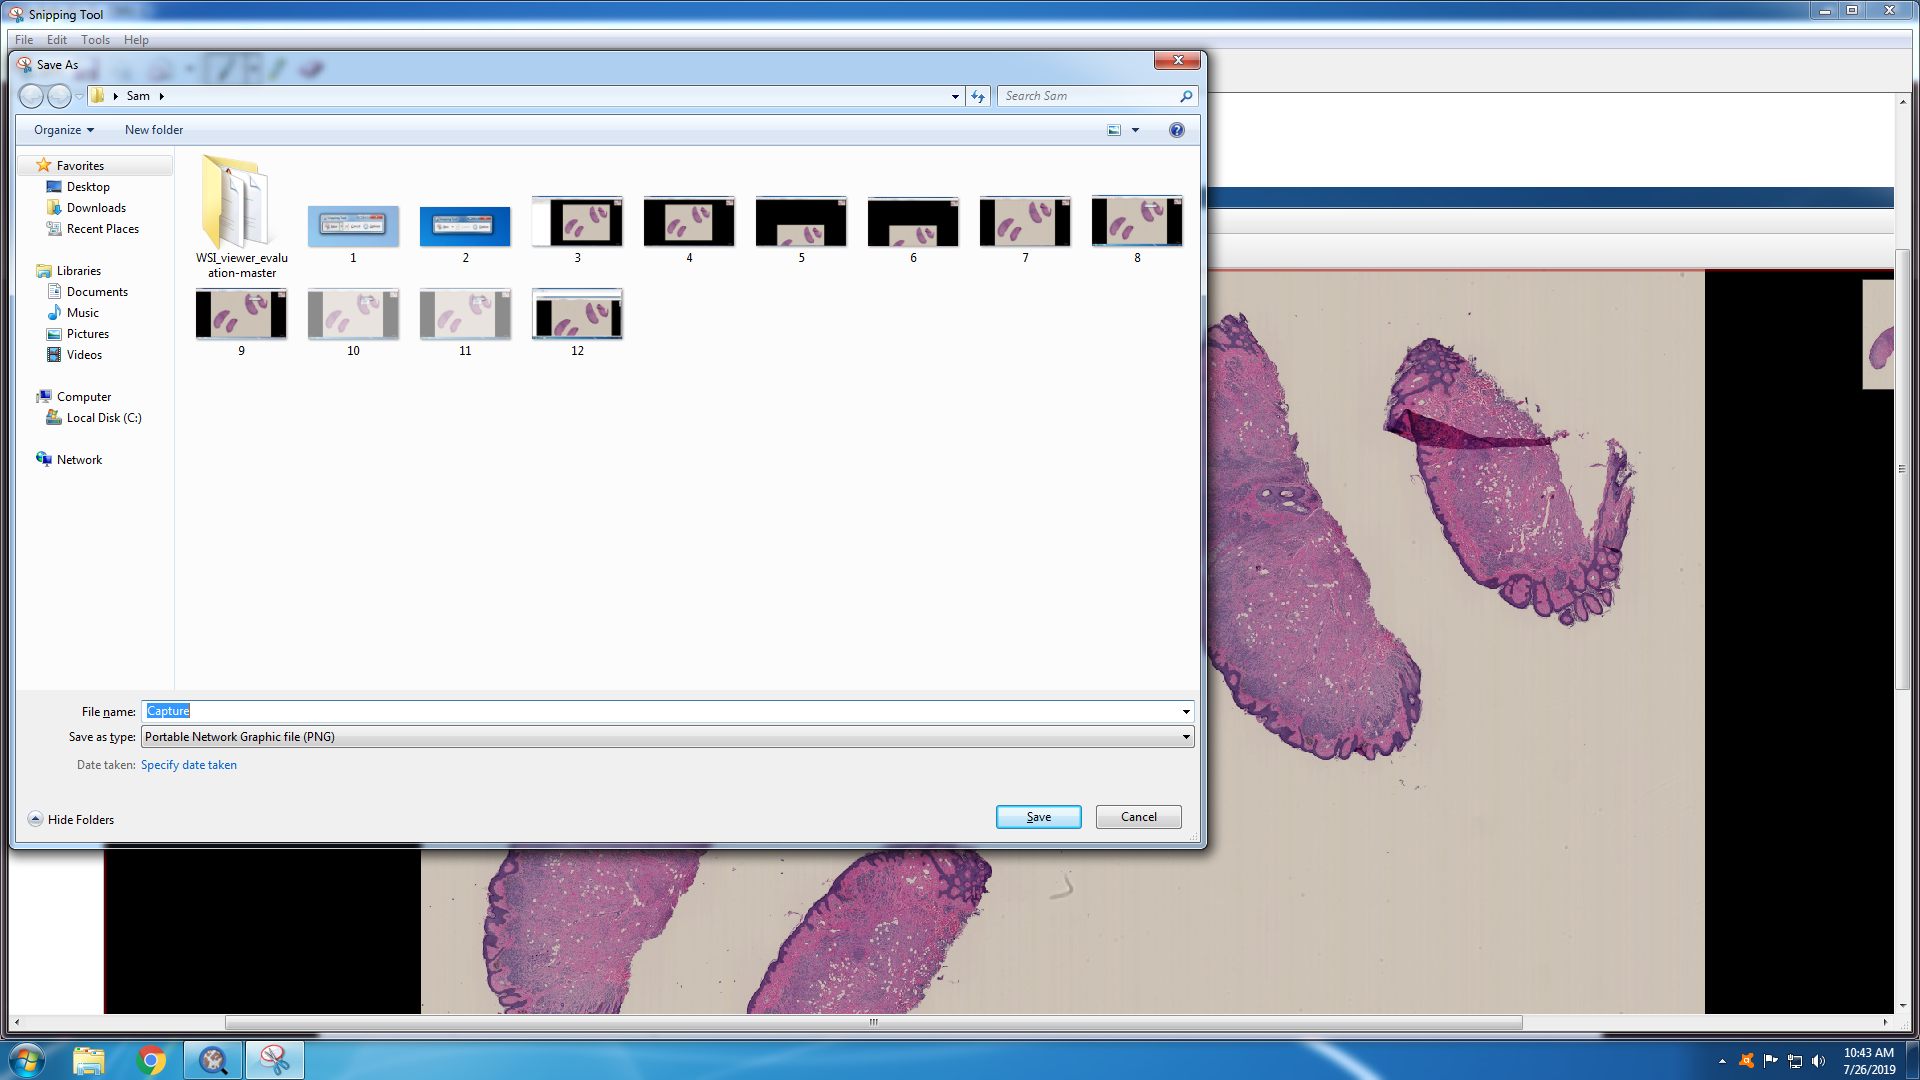 Snipping Tool
File Edit Tools Help
Save As
Sam
Search Sam
Organize New folder
Favorites
Desktop
Downloads
Recent Places
Libraries
Documents
Music
Pictures
Videos
Computer
Local Disk (C:)
Network
WSI_viewer_evalu
ation-master
1
2
3
4
5
6
7
8
9
10
11
12
File name: Capture
Save as type: Portable Network Graphic file (PNG)
Date taken: Specify date taken
Hide Folders
Save
Cancel
10:43 AM
7/26/2019